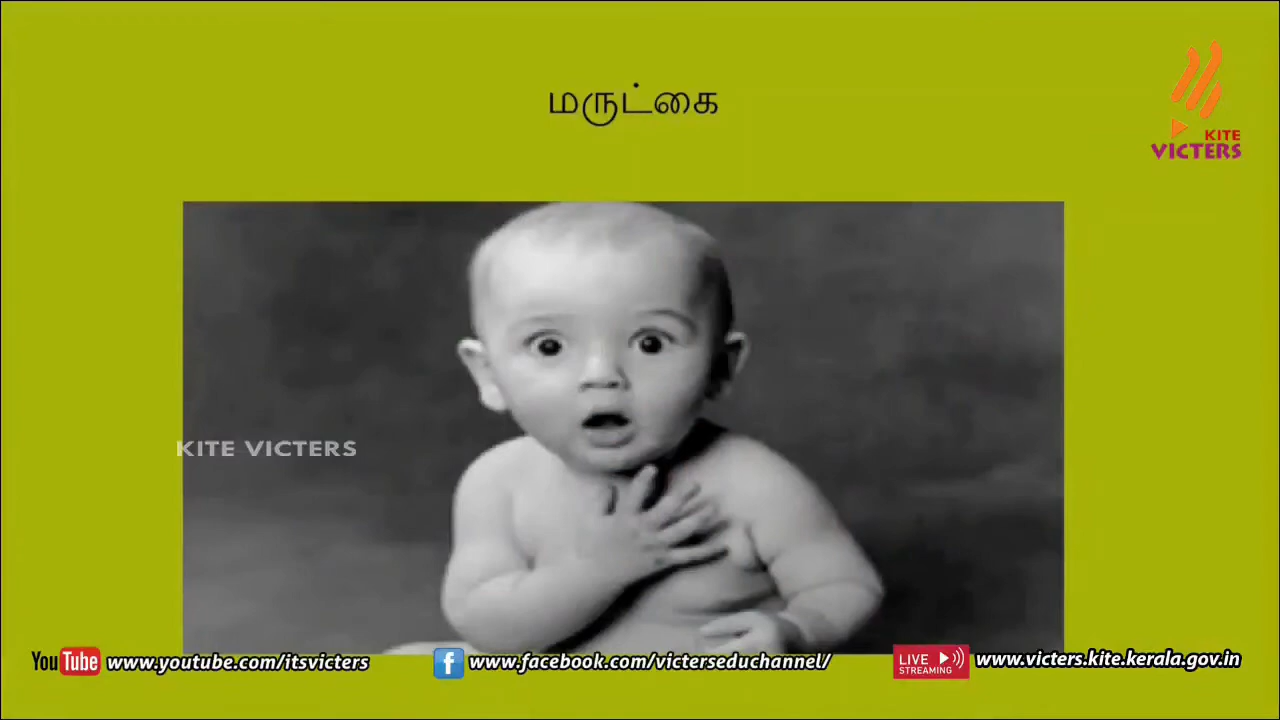 மருட்கை
KITE
VICTERS
KITE VICTERS
You Tube www.youtube.com/itsvicters
f www.facebook.com/victerseduchannel/
LIVE STREAMING www.victers.kite.kerala.gov.in